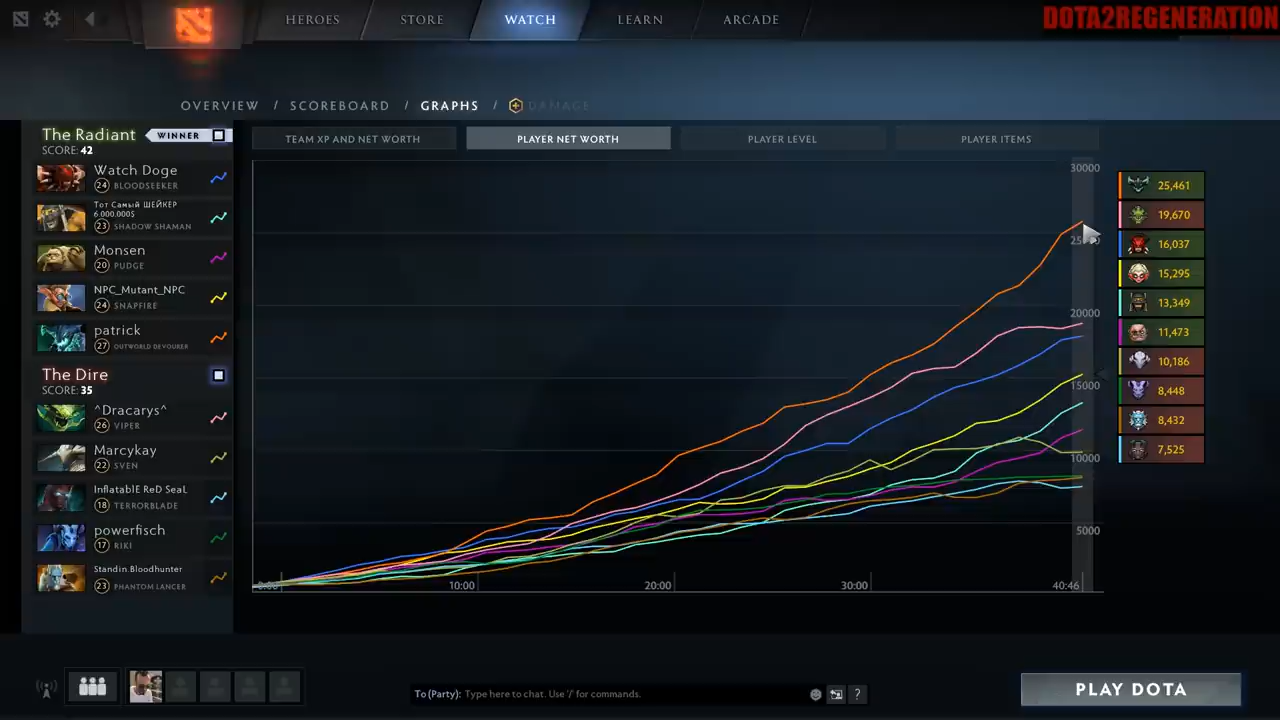 HEROES
STORE
WATCH
LEARN
ARCADE
DOTA2REGENERATION
OVERVIEW / SCOREBOARD / GRAPHS / DAMAGE
The Radiant
WINNER
SCORE: 42
TEAM XP AND NET WORTH
PLAYER NET WORTH
PLAYER LEVEL
PLAYER ITEMS
Watch Doge
24 BLOODSEEKER
Тот Самый ШЕЙКЕР
6.000.000$
23 SHADOW SHAMAN
Monsen
20 PUDGE
NPC_Mutant_NPC
24 SNAPFIRE
patrick
27 OUTWORLD DEVOURER
The Dire
SCORE: 35
^Dracarys^
26 VIPER
Marcykay
22 SVEN
InflatablE ReD SeaL
18 TERRORBLADE
powerfisch
17 RIKI
Standin.Bloodhunter
23 PHANTOM LANCER
30000
20000
15000
10000
5000
10:00
20:00
30:00
40:46
25,461
19,670
16,037
15,295
13,349
11,473
10,186
8,448
8,432
7,525
To (Party): Type here to chat. Use '/' for commands.
?
PLAY DOTA